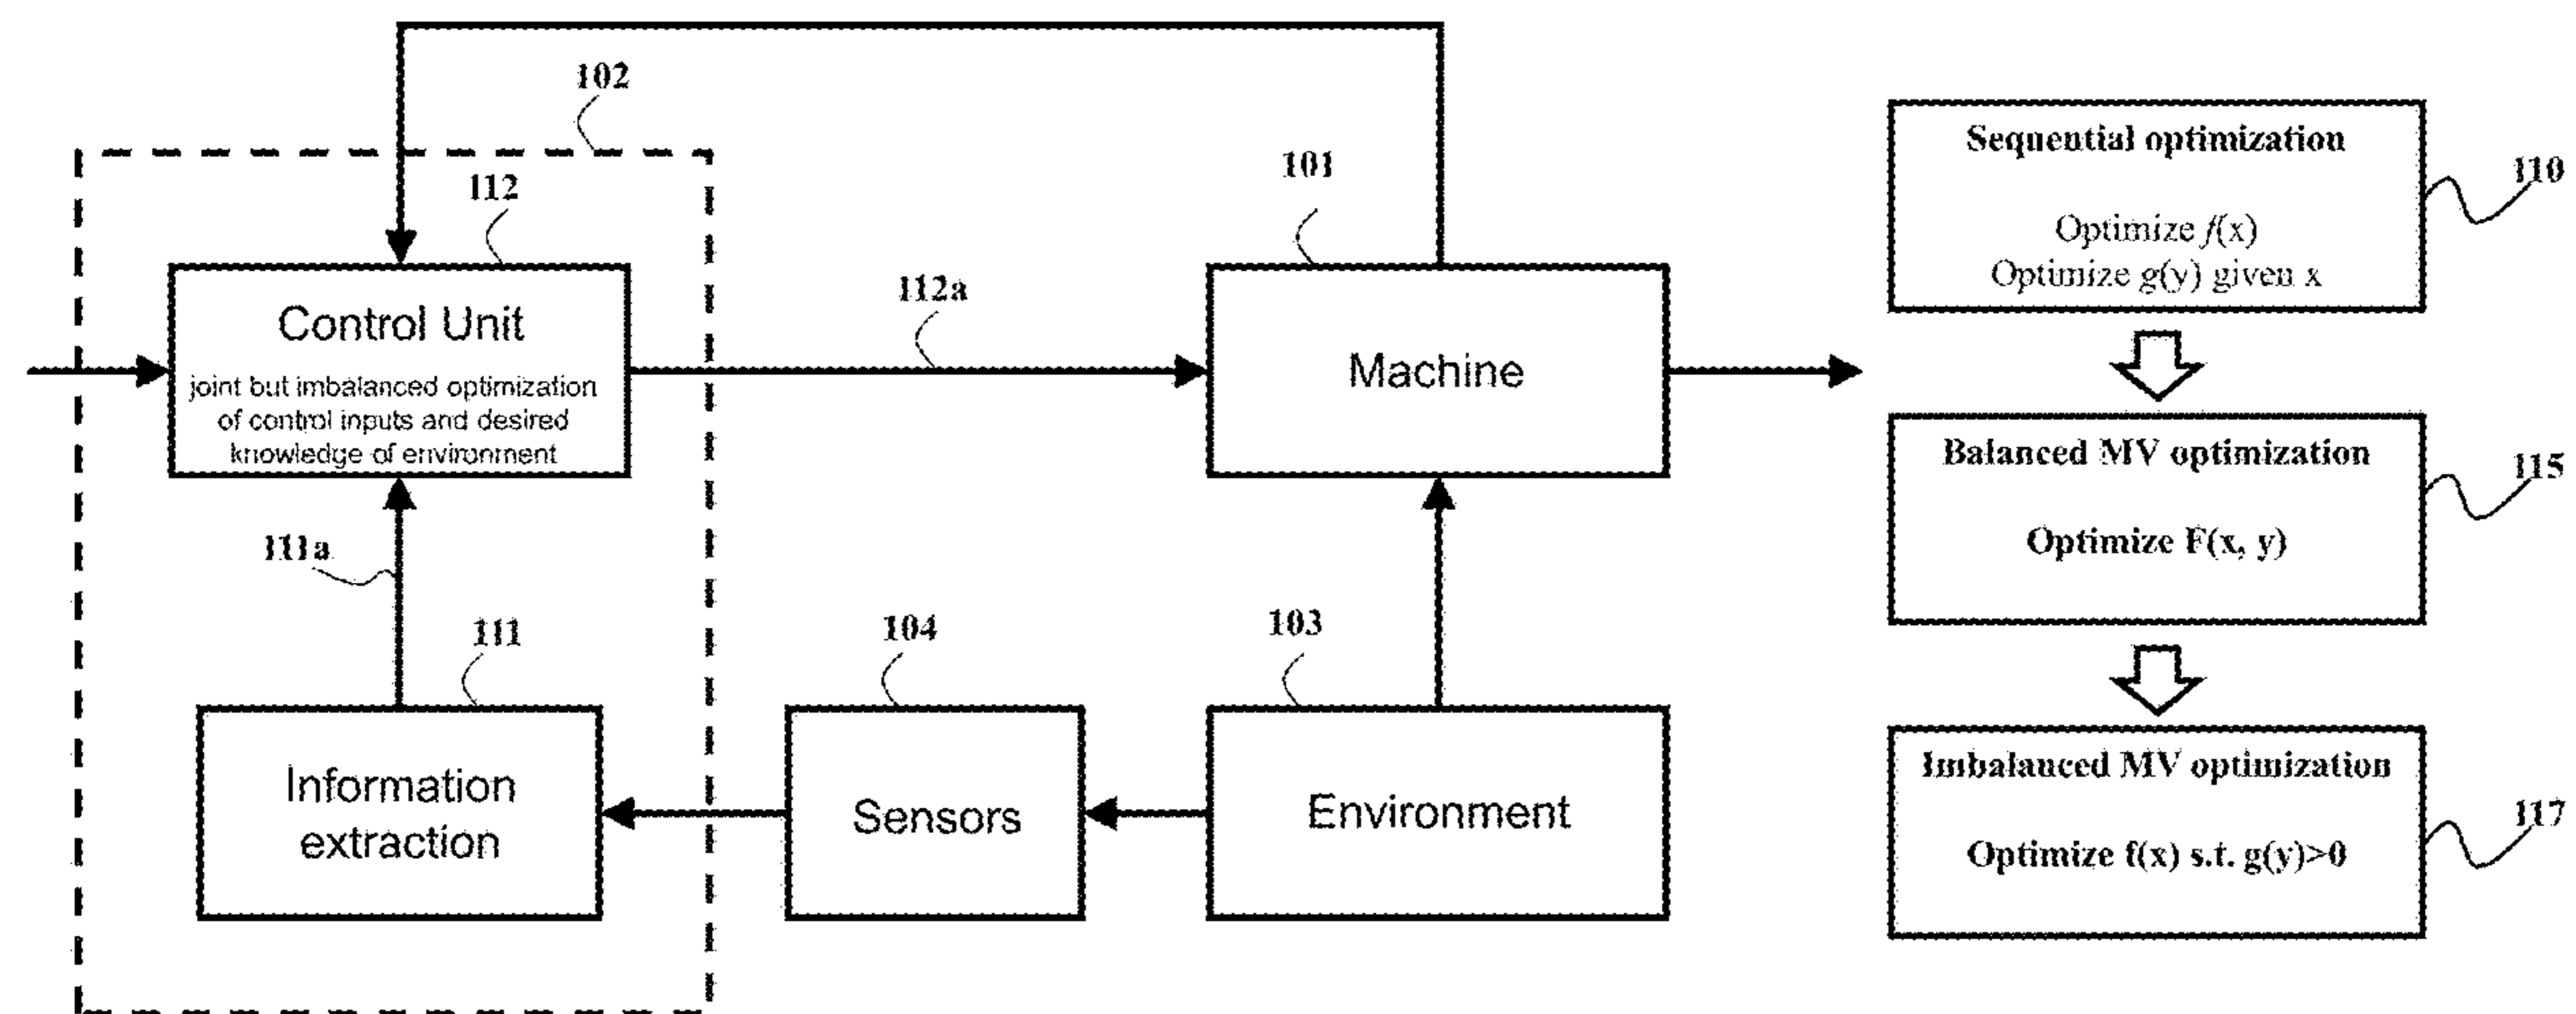 102
112
Control Unit
joint but imbalanced optimization
of control inputs and desired
knowledge of environment
112a
101
Machine
111a
111
Information
extraction
104
Sensors
103
Environment
Sequential optimization
Optimize f(x)
Optimize g(y) given x
110
Balanced MV optimization
Optimize F(x, y)
115
Imbalanced MV optimization
Optimize f(x) s.t. g(y)>0
117